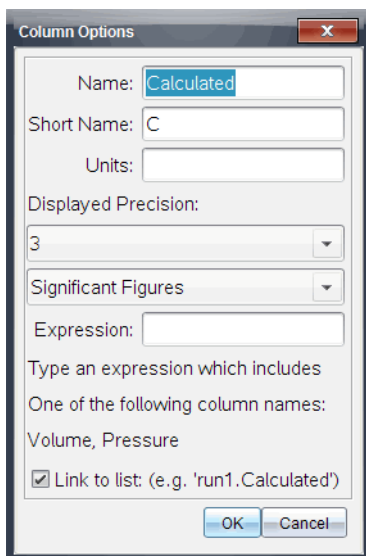 Column Options
x
Name: Calculated
Short Name: C
Units:
Displayed Precision:
3
Significant Figures
Expression:
Type an expression which includes
One of the following column names:
Volume, Pressure
Link to list: (e.g. 'run1.Calculated')
OK Cancel